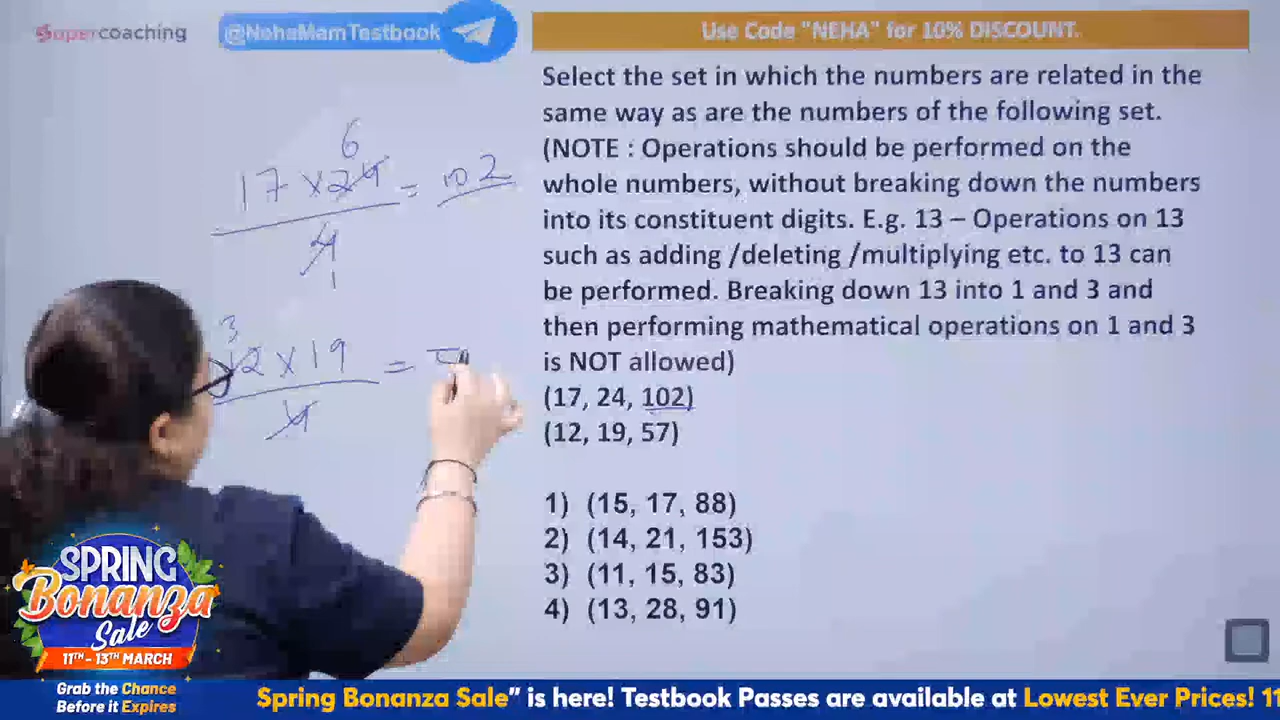 Supercoaching
@NehaMamTestbook
Use Code "NEHA" for 10% DISCOUNT.
Select the set in which the numbers are related in the
same way as are the numbers of the following set.
(NOTE : Operations should be performed on the
whole numbers, without breaking down the numbers
into its constituent digits. E.g. 13 – Operations on 13
such as adding /deleting /multiplying etc. to 13 can
be performed. Breaking down 13 into 1 and 3 and
then performing mathematical operations on 1 and 3
is NOT allowed)
(17, 24, 102)
(12, 19, 57)
1) (15, 17, 88)
2) (14, 21, 153)
3) (11, 15, 83)
4) (13, 28, 91)
6
17 × 24 = 102
4
1
3
12 × 19 =
4
SPRING
Bonanza
Sale
11TH - 13TH MARCH
Grab the Chance
Before it Expires
Spring Bonanza Sale” is here! Testbook Passes are available at Lowest Ever Prices! 11